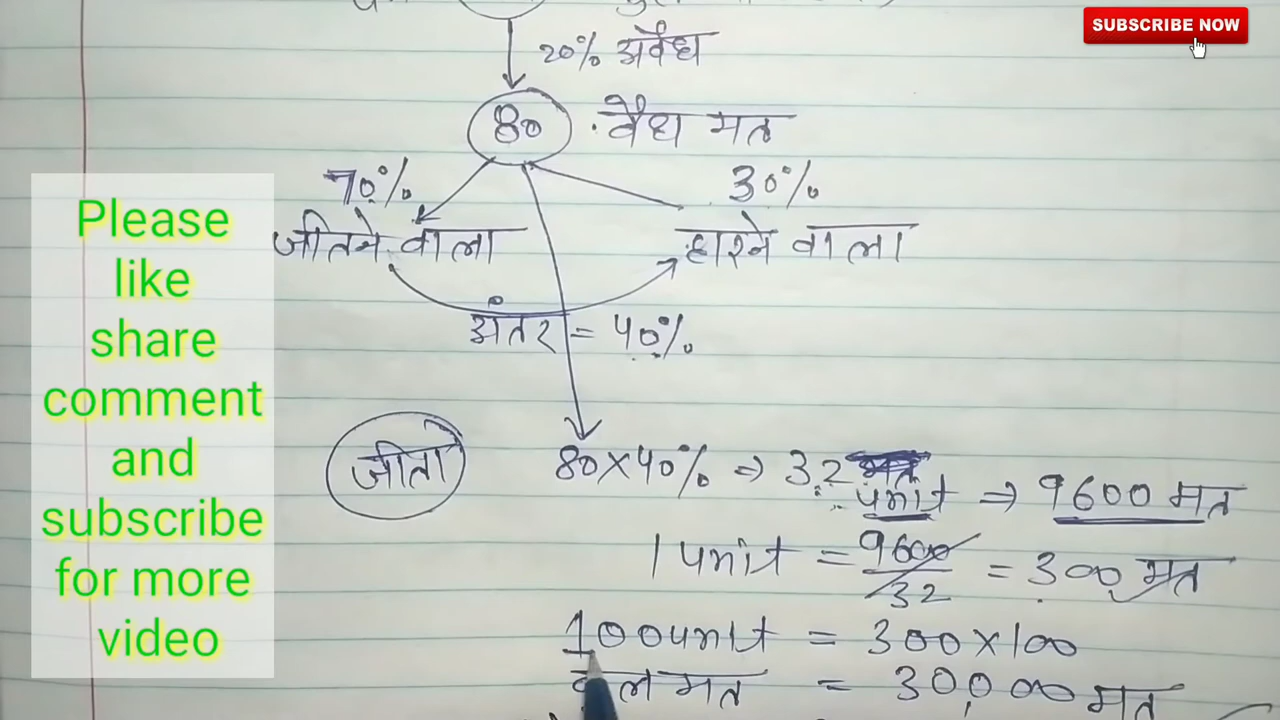 SUBSCRIBE NOW
20% अवैध
80 वैध मत
70% 30%
जीतने वाला हारने वाला
अंतर = 40%
जीता 80×40% ⇒ 32 unit ⇒ 9600 मत
1 unit = 9600/32 = 300 मत
100 unit = 300×100
कुल मत = 30,000 मत
Please
like
share
comment
and
subscribe
for more
video